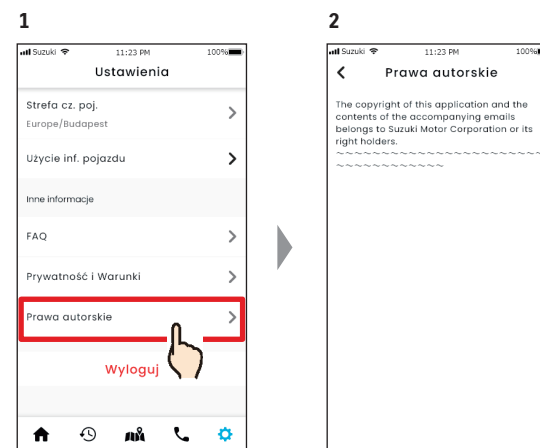 1
Suzuki 11:23 PM 100%
Ustawienia
Strefa cz. poj.
Europe/Budapest
Użycie inf. pojazdu
Inne informacje
FAQ
Prywatność i Warunki
Prawa autorskie
Wyloguj
2
Suzuki 11:23 PM 100%
Prawa autorskie
The copyright of this application and the
contents of the accompanying emails
belongs to Suzuki Motor Corporation or its
right holders.